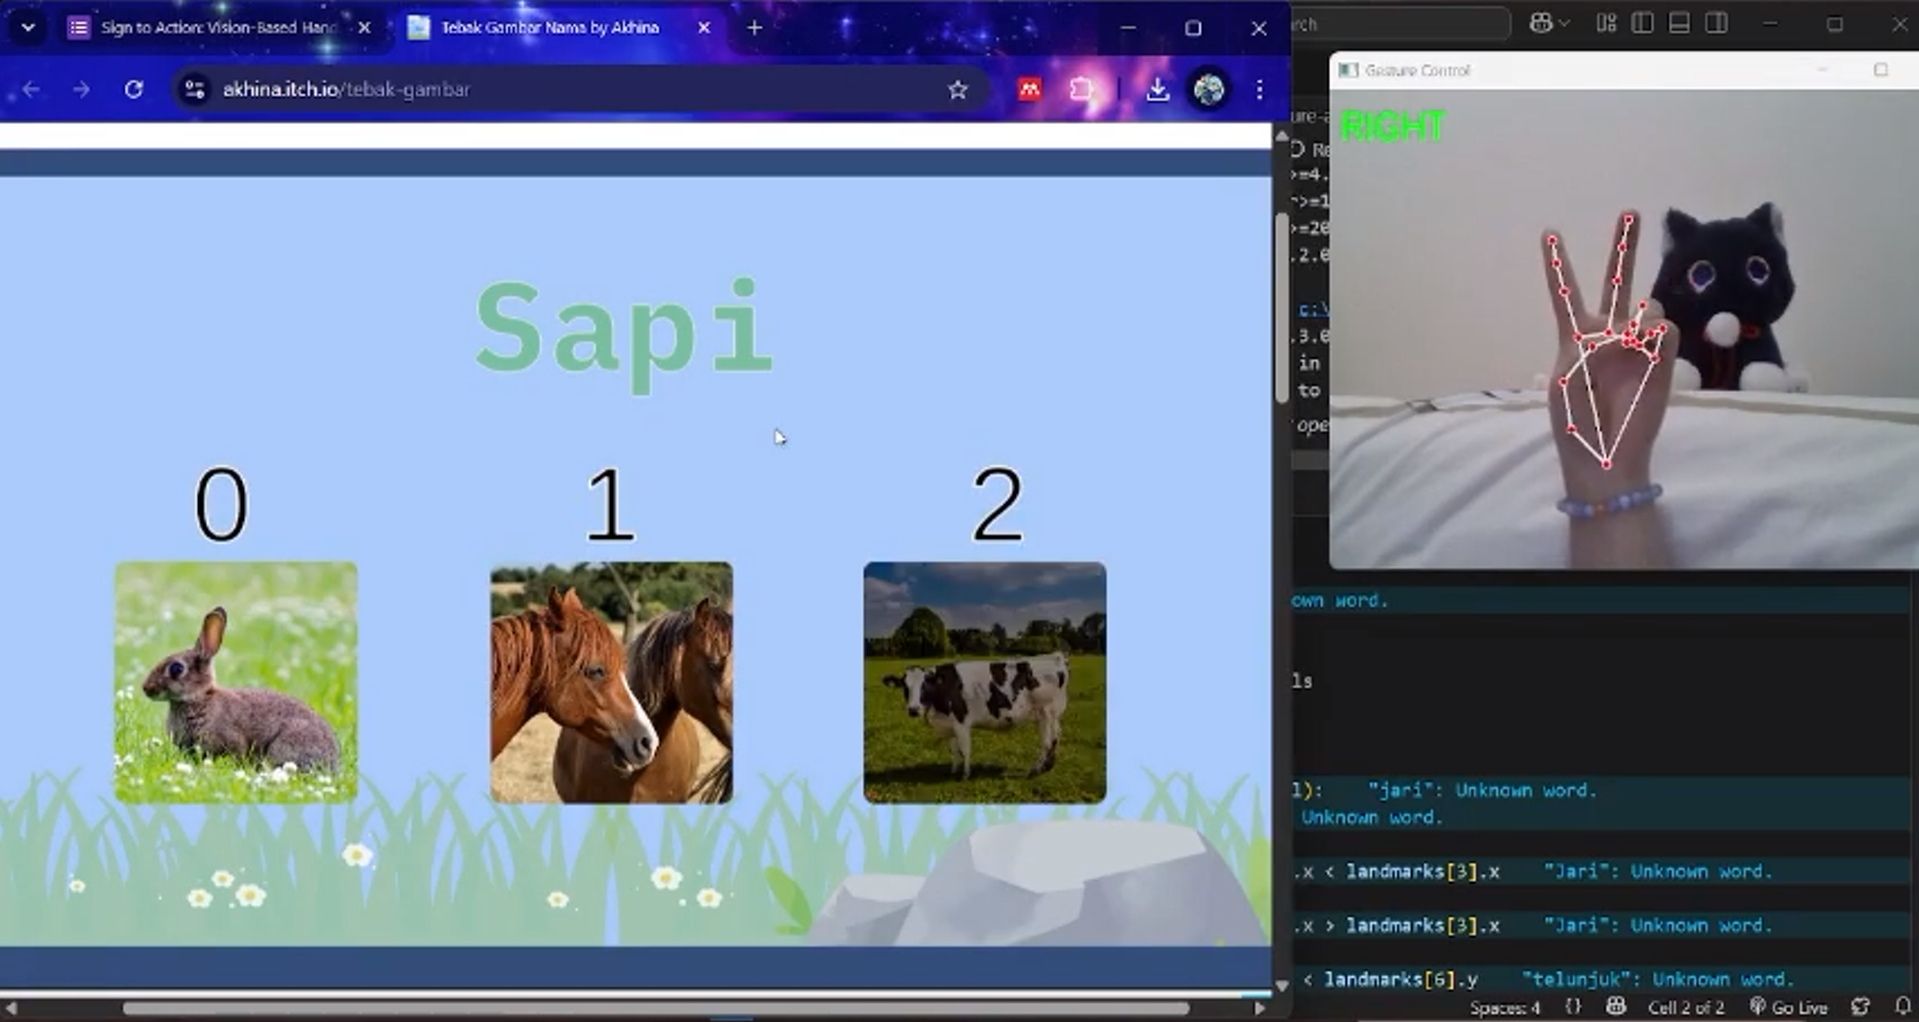 Sign to Action: Vision-Based Hand
Tebak Gambar Nama by Akhina
akhina.itch.io/tebak-gambar
Sapi
0
1
2
rch
Gesture Control
RIGHT
ure-a
Re
>=4.
>=1
>=20
.2.0
c:\
.3.0
in
to
ope
own word.
ls
1): "jari": Unknown word.
Unknown word.
.x < landmarks[3].x "Jari": Unknown word.
.x > landmarks[3].x "Jari": Unknown word.
< landmarks[6].y "telunjuk": Unknown word.
Spaces: 4 {} Cell 2 of 2 Go Live